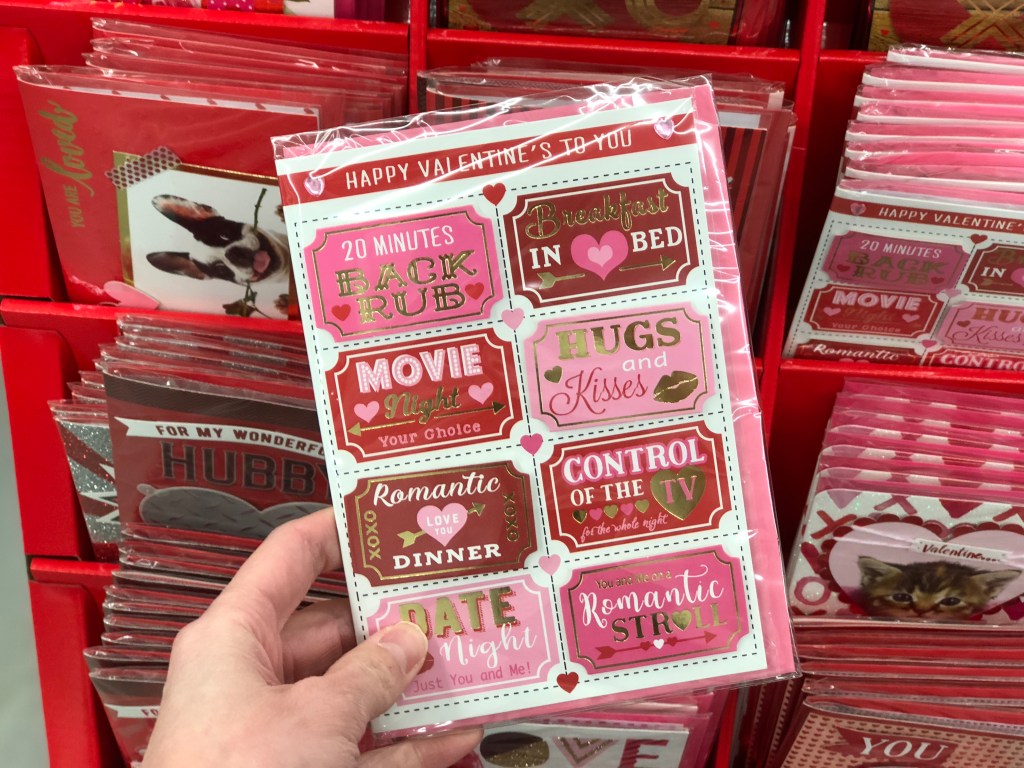 HAPPY VALENTINE'S TO YOU
20 MINUTES
BACK
RUB
Breakfast
IN BED
MOVIE
Night
Your Choice
HUGS
and
Kisses
Romantic
XOXO
LOVE
YOU
XOXO
DINNER
CONTROL
OF THE TV
for the whole night
DATE
Night
Just You and Me!
You and Me on a
Romantic
STROLL
YOU ARE loved
FOR MY WONDERFUL
HUBBY
HAPPY VALENTINE'S
20 MINUTES
BACK
RUB
IN
MOVIE
Your Choice
Kisses
Romantic
CONTROL
Valentine
YOU